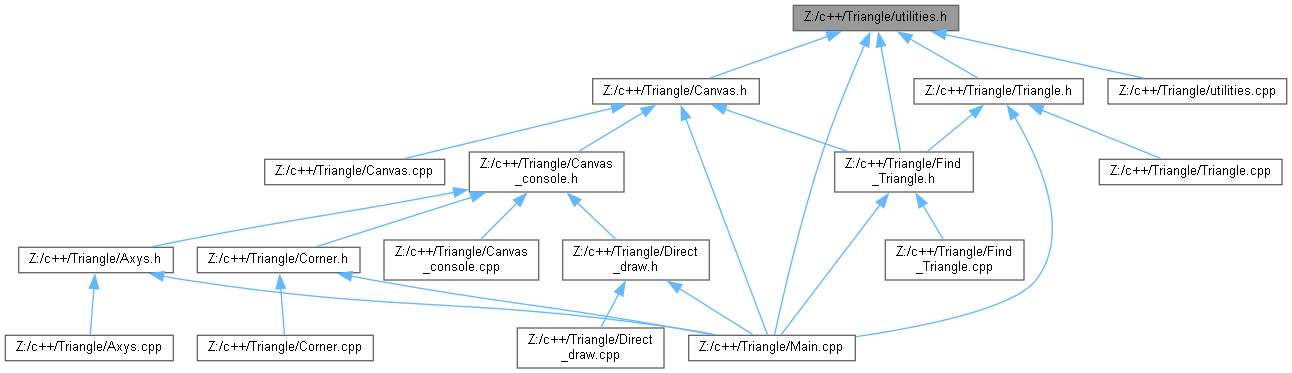 Z:/c++/Triangle/utilities.h
Z:/c++/Triangle/Canvas.h
Z:/c++/Triangle/Triangle.h
Z:/c++/Triangle/utilities.cpp
Z:/c++/Triangle/Canvas.cpp
Z:/c++/Triangle/Canvas
_console.h
Z:/c++/Triangle/Find
_Triangle.h
Z:/c++/Triangle/Triangle.cpp
Z:/c++/Triangle/Axys.h
Z:/c++/Triangle/Corner.h
Z:/c++/Triangle/Canvas
_console.cpp
Z:/c++/Triangle/Direct
_draw.h
Z:/c++/Triangle/Find
_Triangle.cpp
Z:/c++/Triangle/Axys.cpp
Z:/c++/Triangle/Corner.cpp
Z:/c++/Triangle/Direct
_draw.cpp
Z:/c++/Triangle/Main.cpp